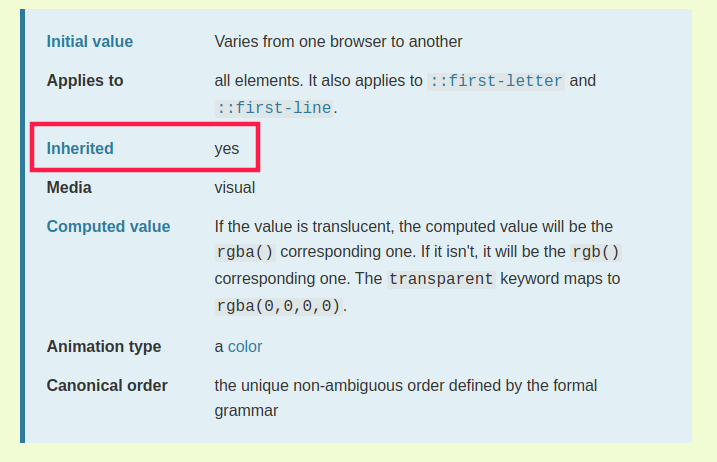 Initial value Varies from one browser to another
Applies to all elements. It also applies to ::first-letter and
::first-line.
Inherited yes
Media visual
Computed value If the value is translucent, the computed value will be the
rgba() corresponding one. If it isn't, it will be the rgb()
corresponding one. The transparent keyword maps to
rgba(0,0,0,0).
Animation type a color
Canonical order the unique non-ambiguous order defined by the formal
grammar